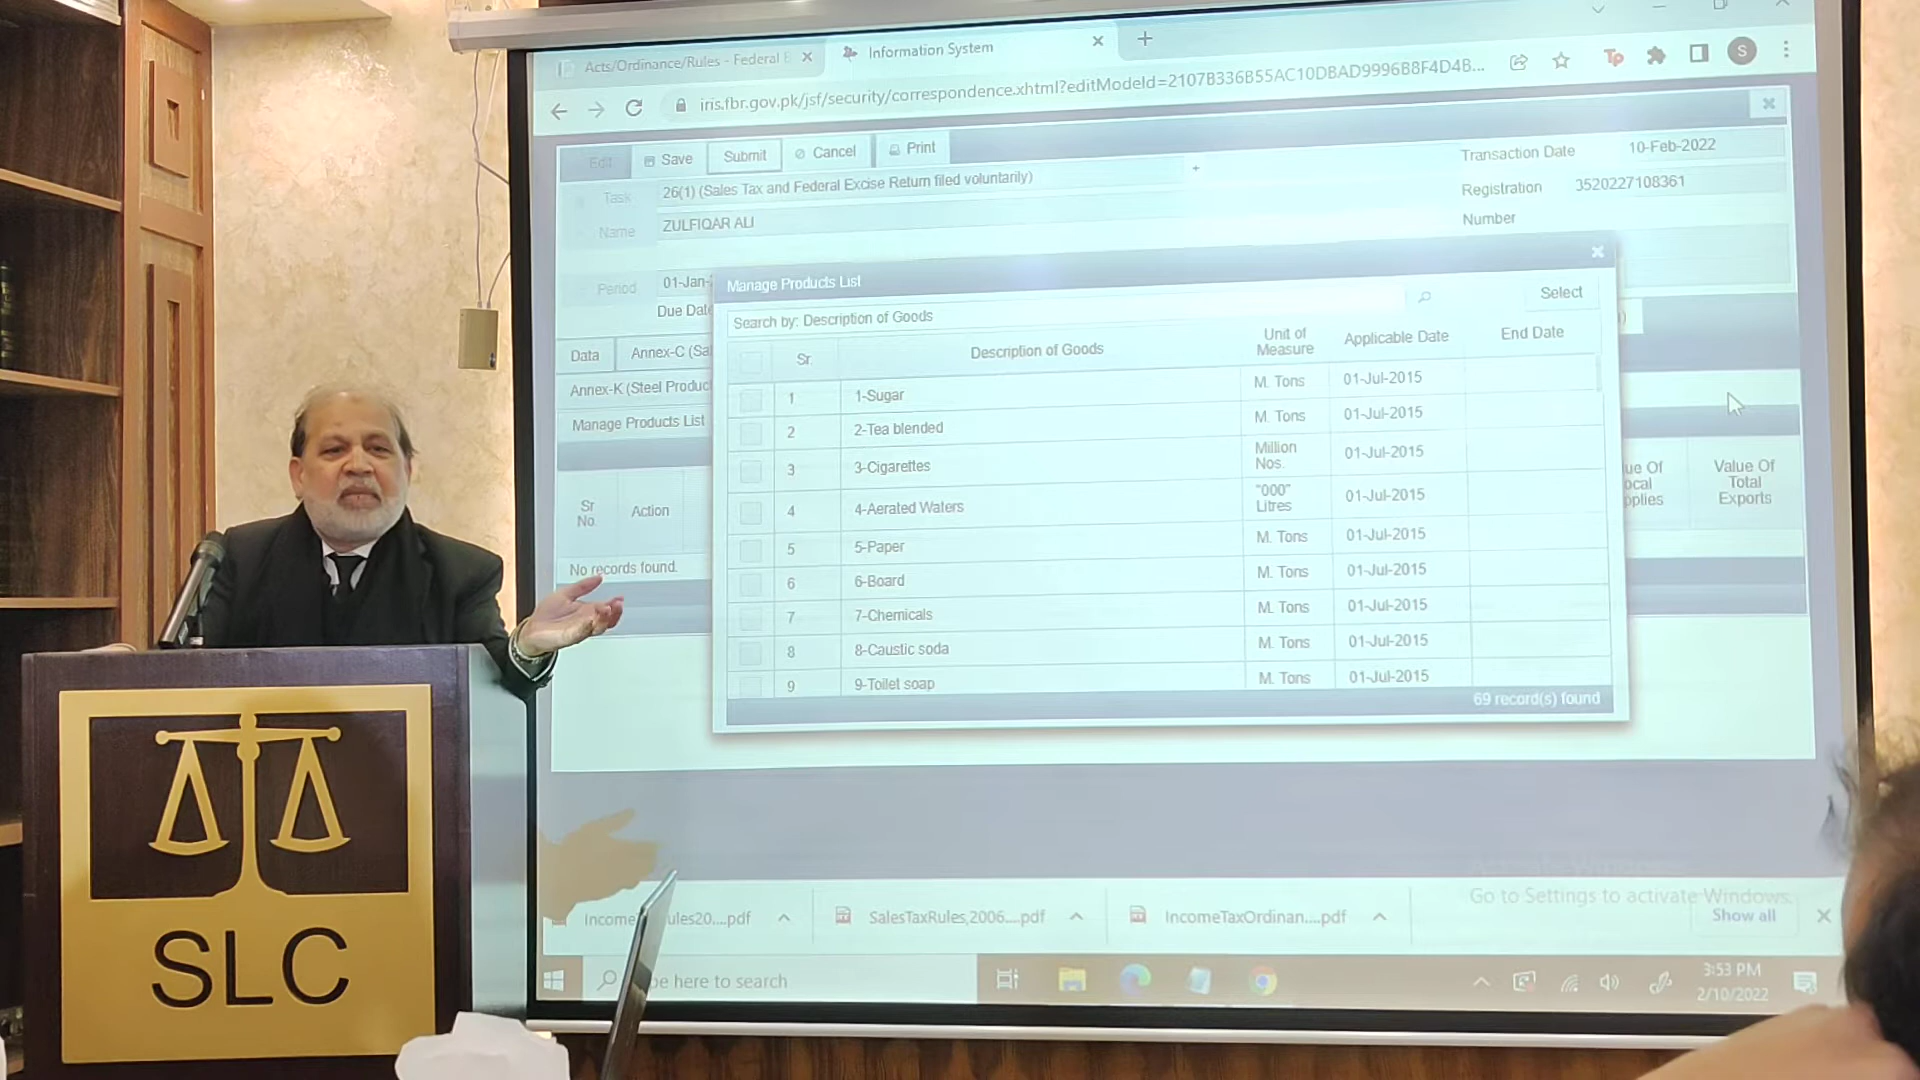 Acts/Ordinance/Rules - Federal B
Information System
iris.fbr.gov.pk/jsf/security/correspondence.xhtml?editModeId=2107B336B55AC10DBAD9996B8F4D4B...
S
Edit Save Submit Cancel Print
Transaction Date 10-Feb-2022
Task 26(1) (Sales Tax and Federal Excise Return filed voluntarily)
Registration 3520227108361
Number
Name ZULFIQAR ALI
Period 01-Jan-
Due Date
Data Annex-C (Sa
Annex-K (Steel Produc
Manage Products List
Sr No. Action
Value Of Total Exports
No records found.
Manage Products List
Search by: Description of Goods Select
Sr. Description of Goods Unit of Measure Applicable Date End Date
1 1-Sugar M. Tons 01-Jul-2015
2 2-Tea blended M. Tons 01-Jul-2015
3 3-Cigarettes Million Nos. 01-Jul-2015
4 4-Aerated Waters "000" Litres 01-Jul-2015
5 5-Paper M. Tons 01-Jul-2015
6 6-Board M. Tons 01-Jul-2015
7 7-Chemicals M. Tons 01-Jul-2015
8 8-Caustic soda M. Tons 01-Jul-2015
9 9-Toilet soap M. Tons 01-Jul-2015
69 record(s) found
Go to Settings to activate Windows.
Income ules20....pdf SalesTaxRules,2006....pdf IncomeTaxOrdinan....pdf Show all
here to search
3:53 PM
2/10/2022
SLC